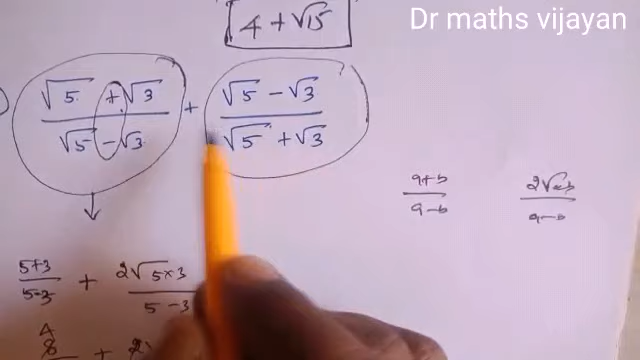 Dr maths vijayan
4 + √15
(√5 + √3)/(√5 − √3) + (√5 − √3)/(√5 + √3)
(a+b)/(a−b) (2√ab)/(a−b)
(5+3)/(5−3) + (2√5×3)/(5−3)
4
8 + 2